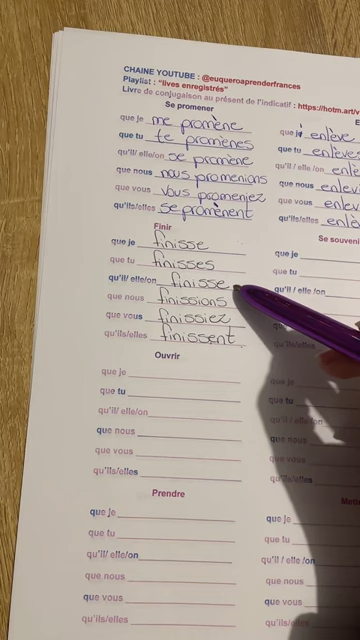 CHAINE YOUTUBE : @euqueroaprenderfrances
Playlist: "lives enregistrés"
Livre de conjugaison au présent de l'indicatif : https://hotm.art/v
Se promener
que je me promène
que tu te promènes
qu'il/ elle/on se promène
que nous nous promenions
que vous vous promeniez
qu'ils/elles se promènent
Finir
que je finisse
que tu finisses
qu'il/ elle/on finisse
que nous finissions
que vous finissiez
qu'ils/elles finissent
Ouvrir
que je
que tu
qu'il/ elle/on
que nous
que vous
qu'ils/elles
Prendre
que je
que tu
qu'il/ elle/on
que nous
que vous
qu'ils/elles
que j' enlève
que tu enlèves
qu'il / elle /on enlè
que nous enlev
que vous enlev
qu'ils/elles enlè
Se souveni
que je
que tu
qu'il / elle /on
qu'ils/elles
que je
que tu
qu'il / elle /on
que nous
que vous
qu'ils/elles
que je
que tu
qu'il / elle /on
que nous
que vous
qu'ils/elles